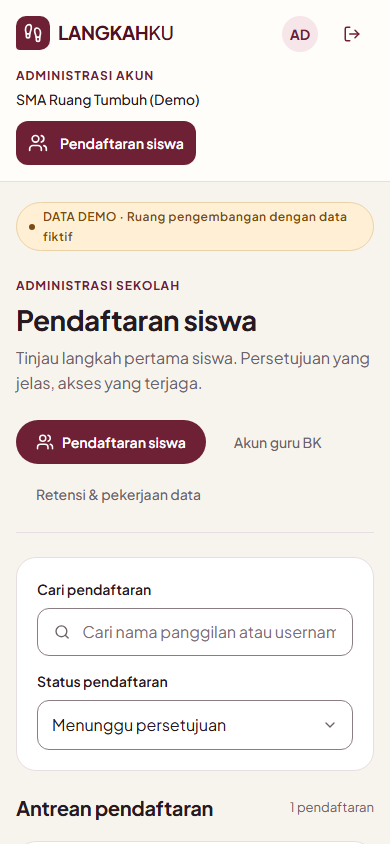 LANGKAHKU
AD
ADMINISTRASI AKUN
SMA Ruang Tumbuh (Demo)
Pendaftaran siswa
DATA DEMO · Ruang pengembangan dengan data
fiktif
ADMINISTRASI SEKOLAH
Pendaftaran siswa
Tinjau langkah pertama siswa. Persetujuan yang
jelas, akses yang terjaga.
Pendaftaran siswa
Akun guru BK
Retensi & pekerjaan data
Cari pendaftaran
Cari nama panggilan atau usernam
Status pendaftaran
Menunggu persetujuan
Antrean pendaftaran
1 pendaftaran